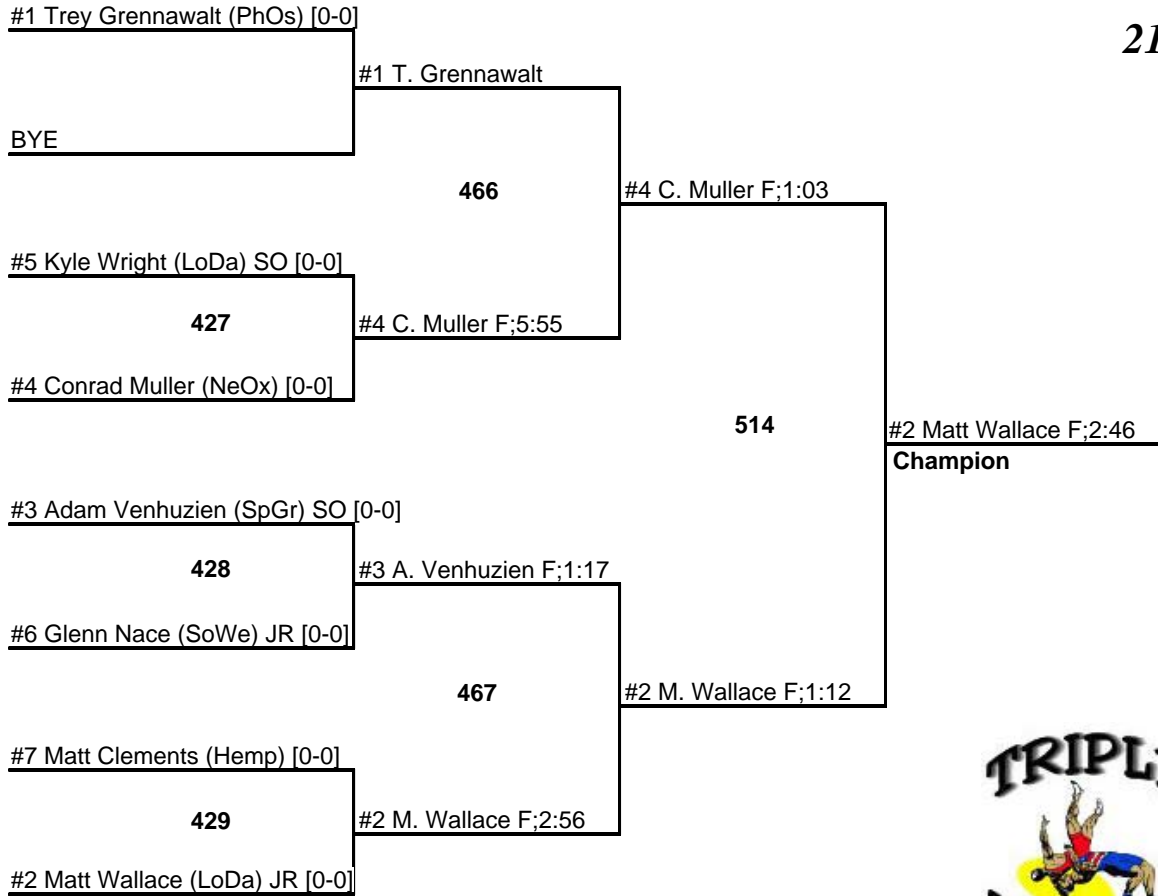 #1 Trey Grennawalt (PhOs) [0-0]
21
#1 T. Grennawalt
BYE
466
#4 C. Muller F;1:03
#5 Kyle Wright (LoDa) SO [0-0]
427
#4 C. Muller F;5:55
#4 Conrad Muller (NeOx) [0-0]
514
#2 Matt Wallace F;2:46
Champion
#3 Adam Venhuzien (SpGr) SO [0-0]
428
#3 A. Venhuzien F;1:17
#6 Glenn Nace (SoWe) JR [0-0]
467
#2 M. Wallace F;1:12
#7 Matt Clements (Hemp) [0-0]
429
#2 M. Wallace F;2:56
#2 Matt Wallace (LoDa) JR [0-0]